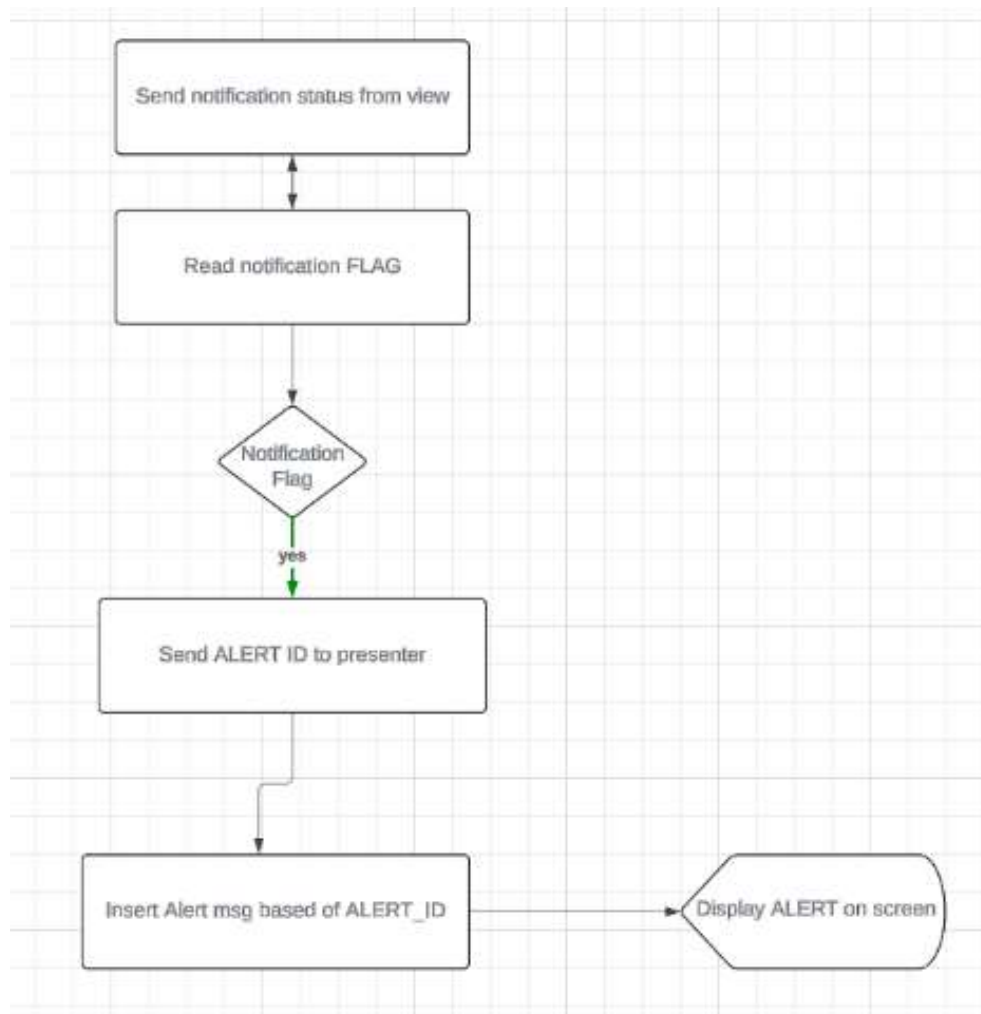 Send notification status from view
Read notification FLAG
Notification
Flag
yes
Send ALERT ID to presenter
Insert Alert msg based of ALERT_ID
Display ALERT on screen